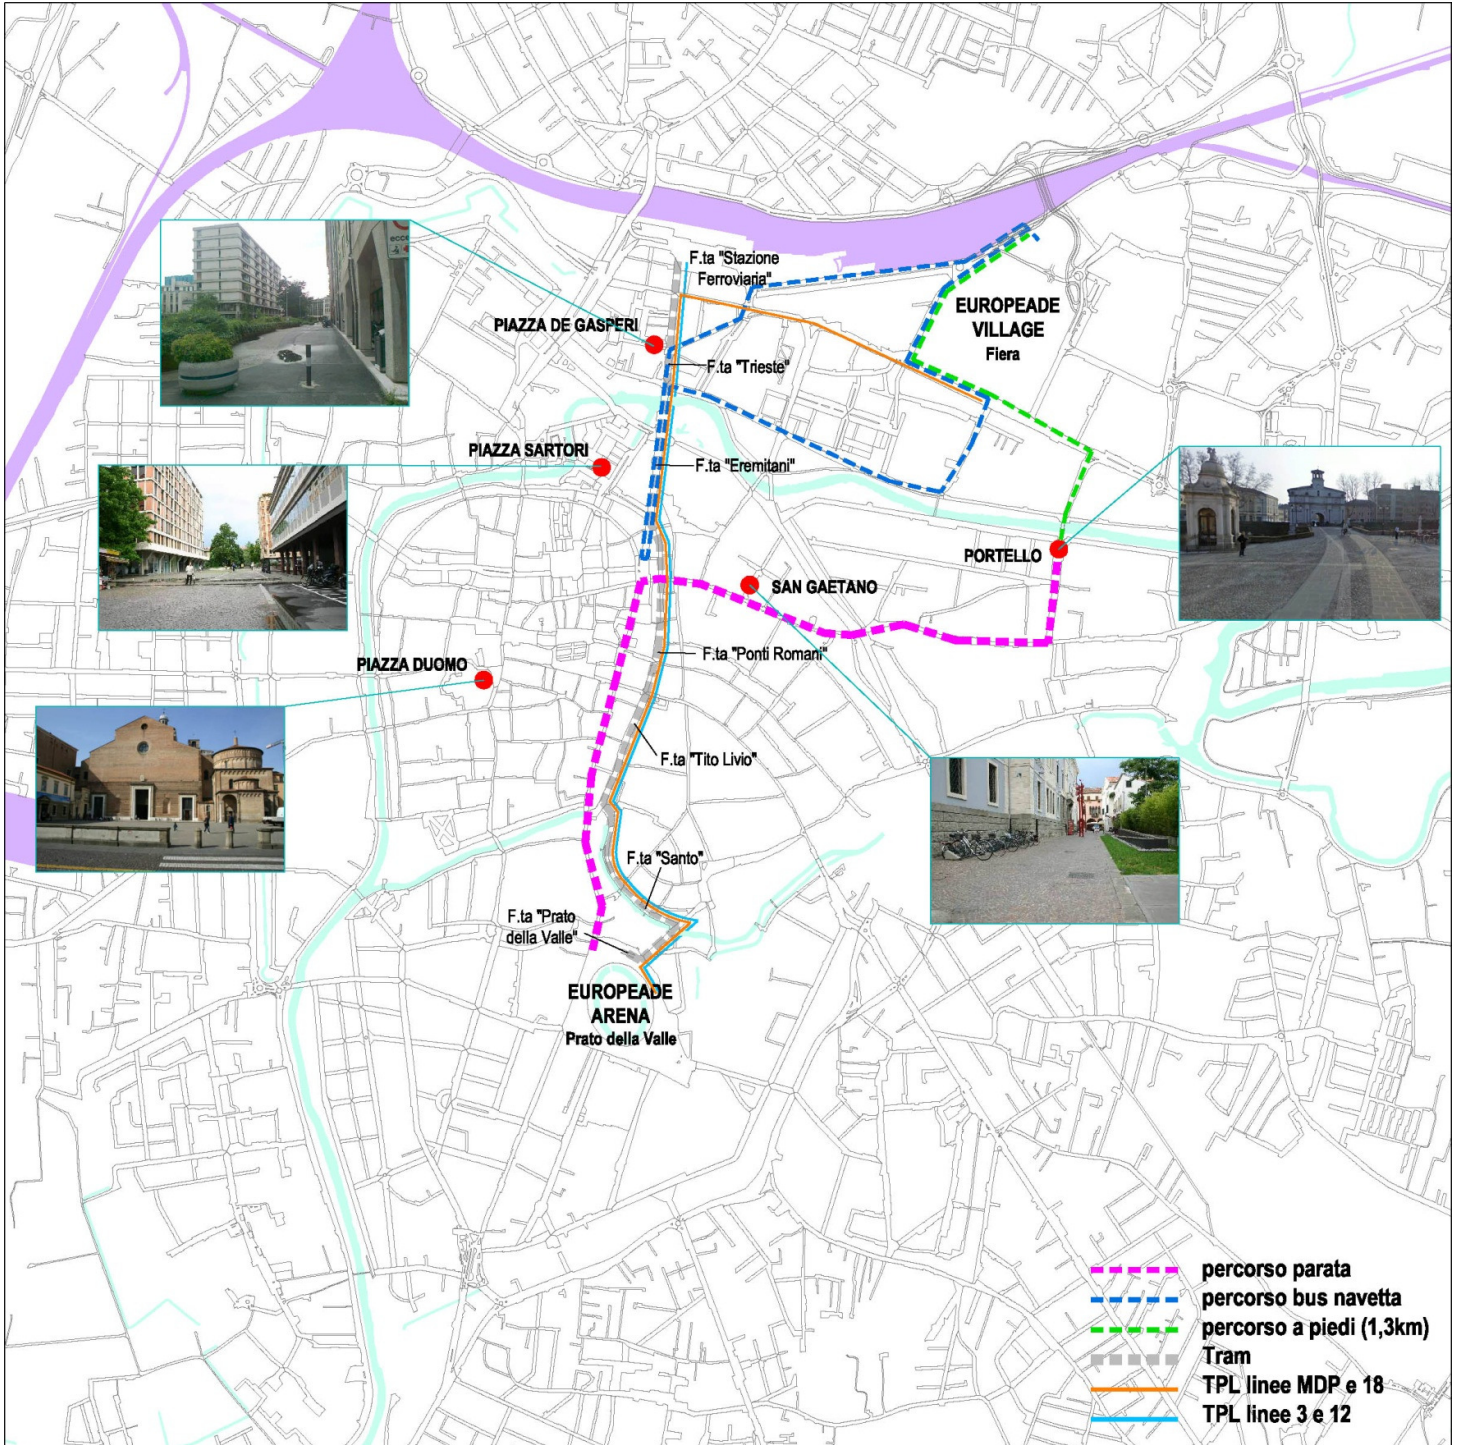 F.ta "Stazione
Ferroviaria"
EUROPEADE
VILLAGE
Fiera
PIAZZA DE GASPERI
F.ta "Trieste"
PIAZZA SARTORI
F.ta "Eremitani"
PORTELLO
SAN GAETANO
F.ta "Ponti Romani"
PIAZZA DUOMO
F.ta "Tito Livio"
F.ta "Santo"
F.ta "Prato
della Valle"
EUROPEADE
ARENA
Prato della Valle
percorso parata
percorso bus navetta
percorso a piedi (1,3km)
Tram
TPL linee MDP e 18
TPL linee 3 e 12